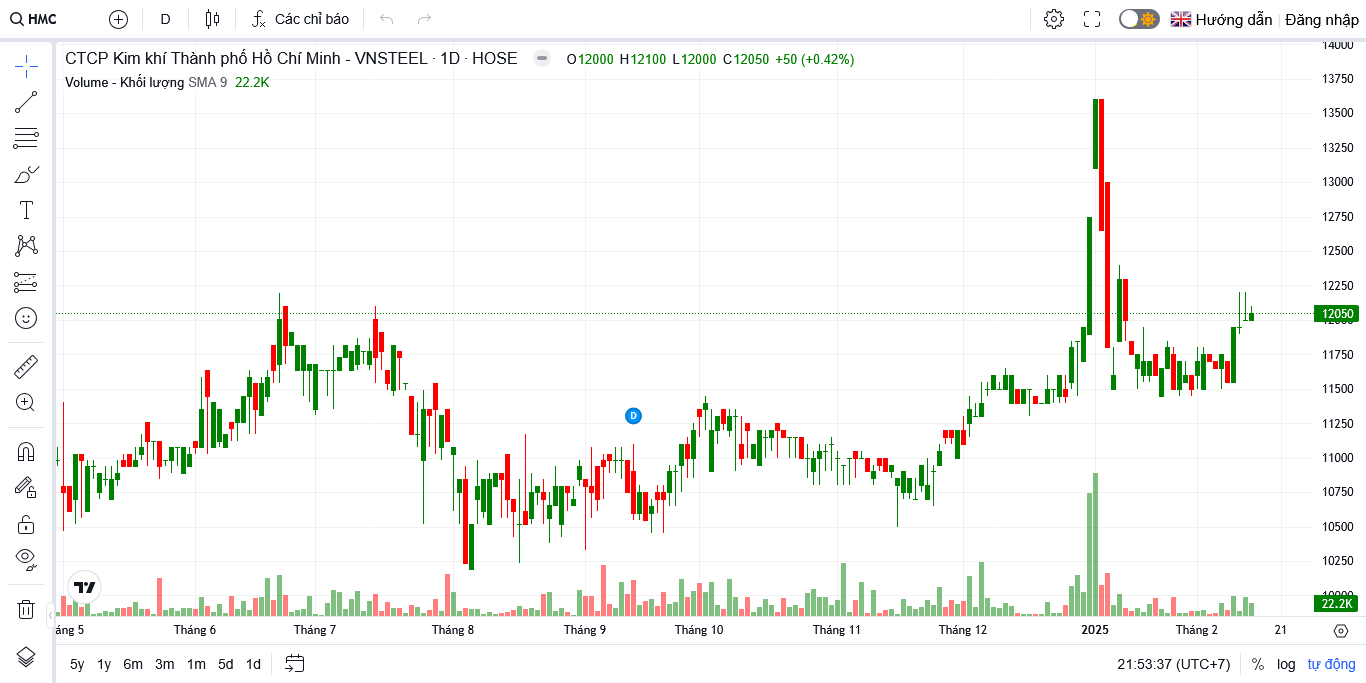 HMC D Các chỉ báo Hướng dẫn Đăng nhập
CTCP Kim khí Thành phố Hồ Chí Minh - VNSTEEL · 1D · HOSE O12000 H12100 L12000 C12050 +50 (+0.42%)
Volume - Khối lượng SMA 9 22.2K
14000
13750
13500
13250
13000
12750
12500
12250
12050
12000
11750
11500
11250
D
11000
10750
10500
10250
10000
22.2K
áng 5 Tháng 6 Tháng 7 Tháng 8 Tháng 9 Tháng 10 Tháng 11 Tháng 12 2025 Tháng 2 21
5y 1y 6m 3m 1m 5d 1d 21:53:37 (UTC+7) % log tự động